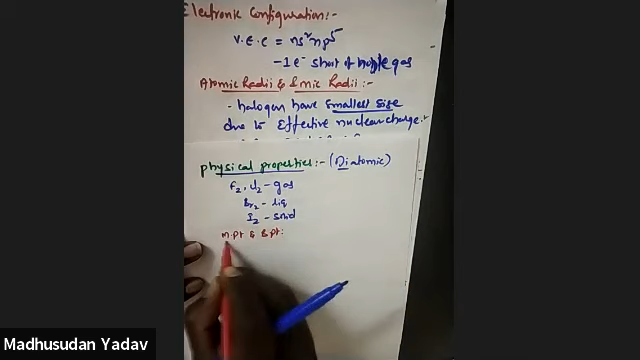 Electronic Configuration:-
V.E.C = ns²np⁵
-1e⁻ short of noble gas
Atomic Radii & Ionic Radii:-
- halogen have smallest size
due to Effective nuclear charge.
physical properties:- (Diatomic)
F₂, Cl₂ - gas
Br₂ - liq
I₂ - solid
M.Pt & B.Pt:
Madhusudan Yadav